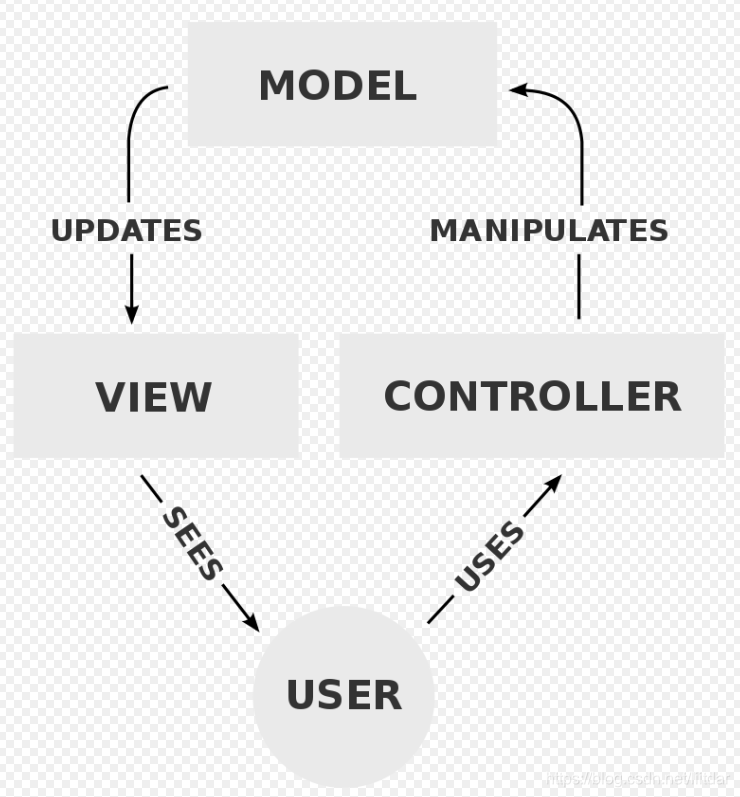 MODEL
UPDATES
MANIPULATES
VIEW
CONTROLLER
SEES
USES
USER